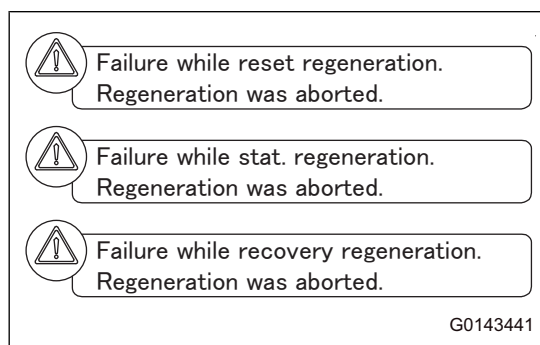 Failure while reset regeneration.
Regeneration was aborted.
Failure while stat. regeneration.
Regeneration was aborted.
Failure while recovery regeneration.
Regeneration was aborted.
G0143441